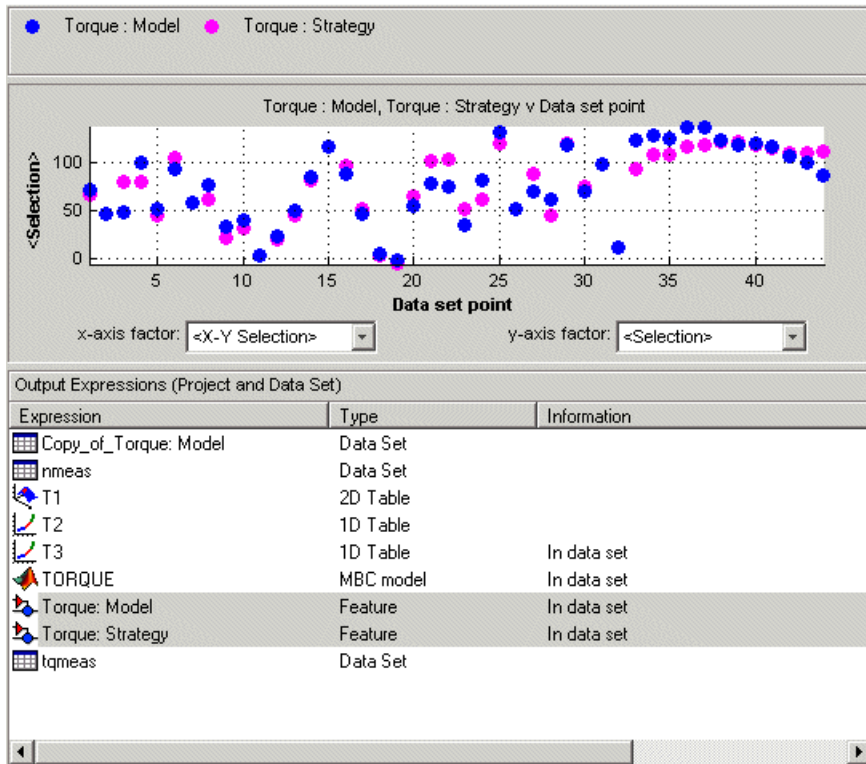 Torque : Model Torque : Strategy
Torque : Model, Torque : Strategy v Data set point
<Selection>
100
50
0
5 10 15 20 25 30 35 40
Data set point
x-axis factor: <X-Y Selection> y-axis factor: <Selection>
Output Expressions (Project and Data Set)
Expression Type Information
Copy_of_Torque: Model Data Set
nmeas Data Set
T1 2D Table
T2 1D Table
T3 1D Table In data set
TORQUE MBC model In data set
Torque: Model Feature In data set
Torque: Strategy Feature In data set
tqmeas Data Set